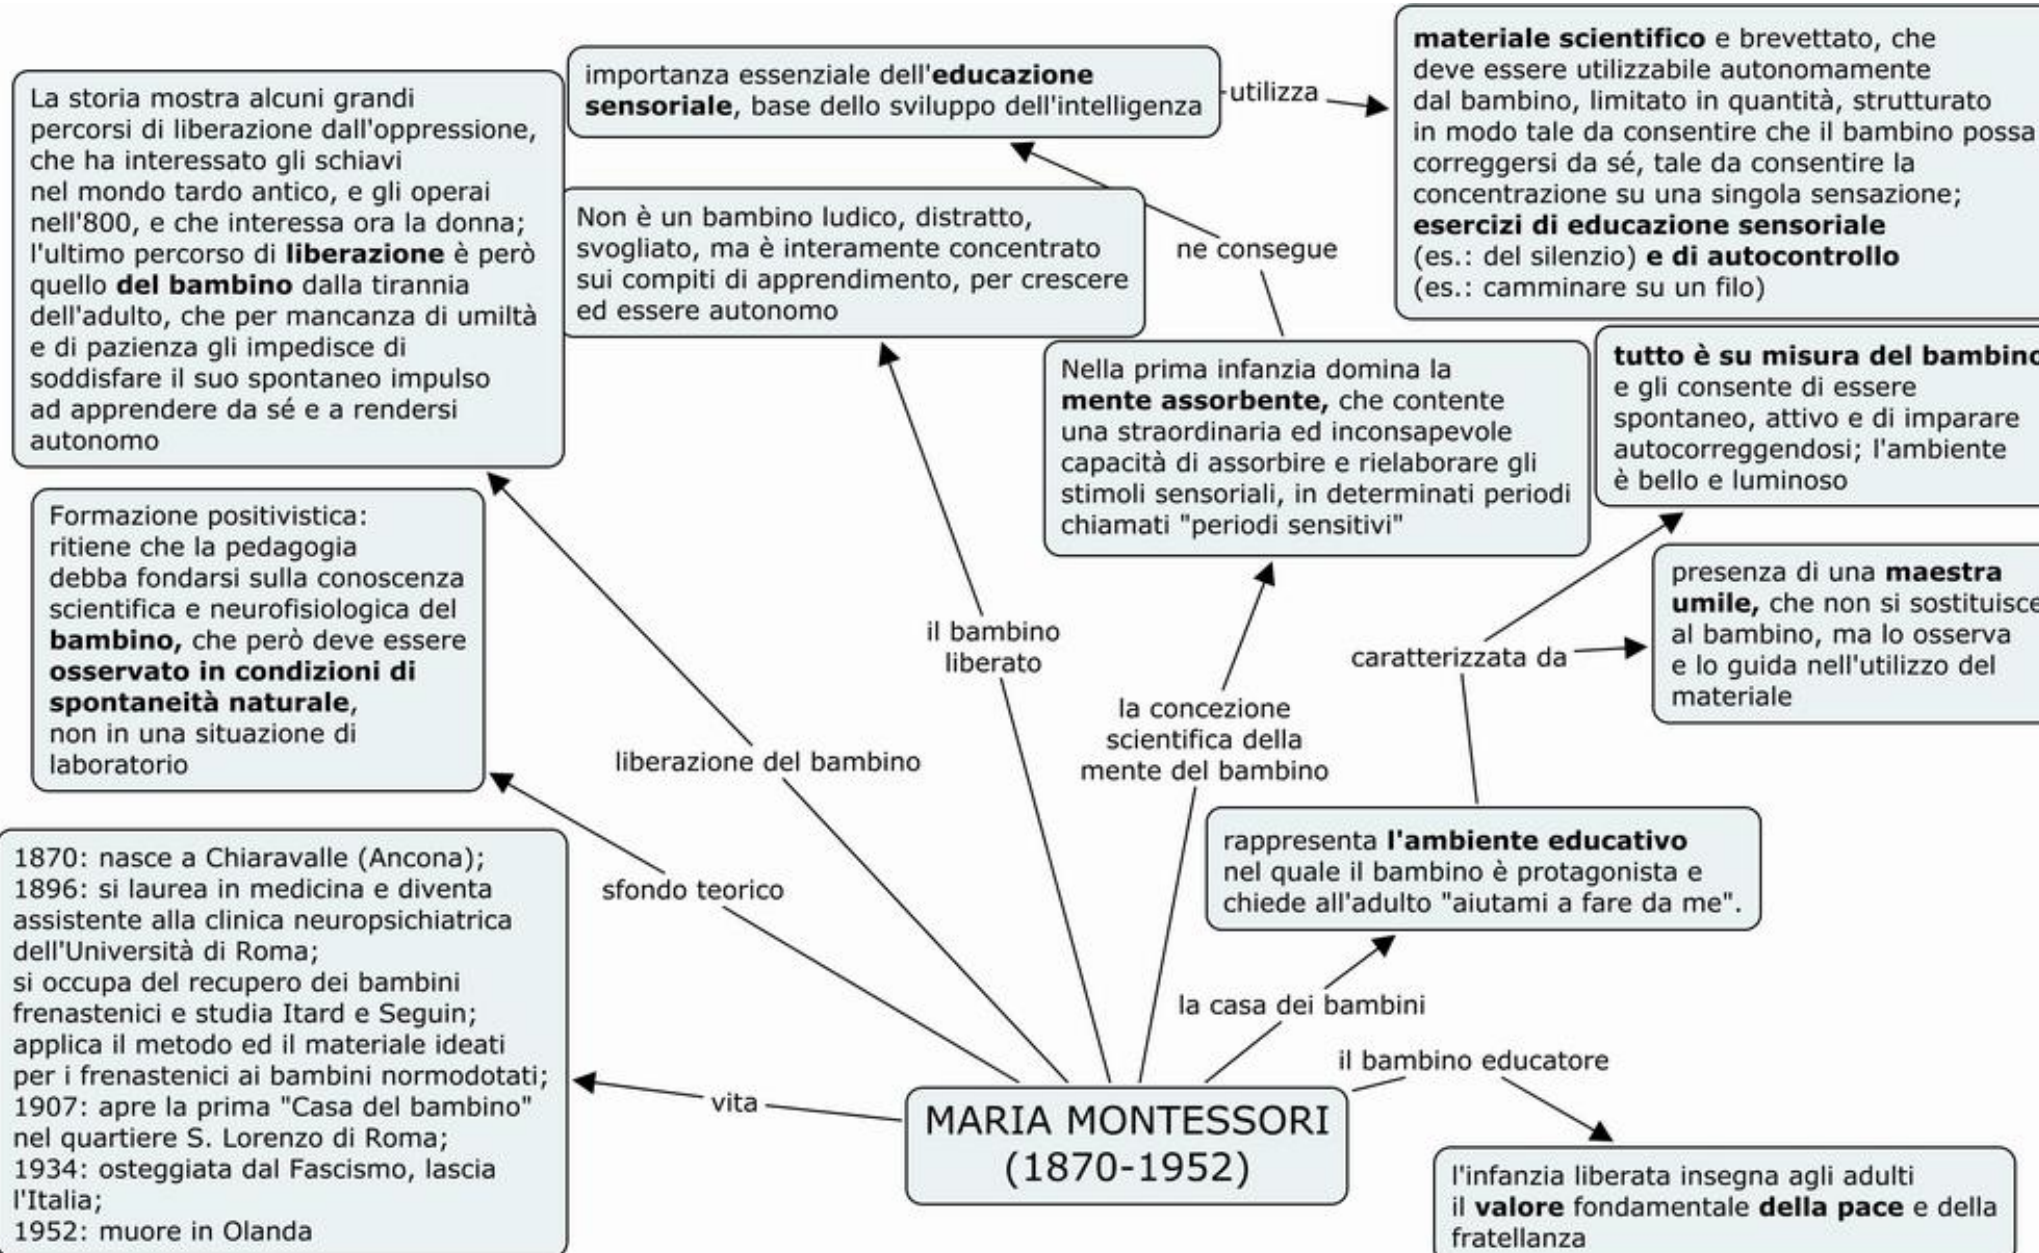 La storia mostra alcuni grandi
percorsi di liberazione dall'oppressione,
che ha interessato gli schiavi
nel mondo tardo antico, e gli operai
nell'800, e che interessa ora la donna;
l'ultimo percorso di liberazione è però
quello del bambino dalla tirannia
dell'adulto, che per mancanza di umiltà
e di pazienza gli impedisce di
soddisfare il suo spontaneo impulso
ad apprendere da sé e a rendersi
autonomo
importanza essenziale dell'educazione
sensoriale, base dello sviluppo dell'intelligenza
utilizza
materiale scientifico e brevettato, che
deve essere utilizzabile autonomamente
dal bambino, limitato in quantità, strutturato
in modo tale da consentire che il bambino possa
correggersi da sé, tale da consentire la
concentrazione su una singola sensazione;
esercizi di educazione sensoriale
(es.: del silenzio) e di autocontrollo
(es.: camminare su un filo)
Non è un bambino ludico, distratto,
svogliato, ma è interamente concentrato
sui compiti di apprendimento, per crescere
ed essere autonomo
ne consegue
Nella prima infanzia domina la
mente assorbente, che contente
una straordinaria ed inconsapevole
capacità di assorbire e rielaborare gli
stimoli sensoriali, in determinati periodi
chiamati "periodi sensitivi"
tutto è su misura del bambino
e gli consente di essere
spontaneo, attivo e di imparare
autocorreggendosi; l'ambiente
è bello e luminoso
Formazione positivistica:
ritiene che la pedagogia
debba fondarsi sulla conoscenza
scientifica e neurofisiologica del
bambino, che però deve essere
osservato in condizioni di
spontaneità naturale,
non in una situazione di
laboratorio
presenza di una maestra
umile, che non si sostituisce
al bambino, ma lo osserva
e lo guida nell'utilizzo del
materiale
il bambino
liberato
caratterizzata da
la concezione
scientifica della
mente del bambino
liberazione del bambino
rappresenta l'ambiente educativo
nel quale il bambino è protagonista e
chiede all'adulto "aiutami a fare da me".
sfondo teorico
1870: nasce a Chiaravalle (Ancona);
1896: si laurea in medicina e diventa
assistente alla clinica neuropsichiatrica
dell'Università di Roma;
si occupa del recupero dei bambini
frenastenici e studia Itard e Seguin;
applica il metodo ed il materiale ideati
per i frenastenici ai bambini normodotati;
1907: apre la prima "Casa del bambino"
nel quartiere S. Lorenzo di Roma;
1934: osteggiata dal Fascismo, lascia
l'Italia;
1952: muore in Olanda
la casa dei bambini
il bambino educatore
vita
MARIA MONTESSORI
(1870-1952)
l'infanzia liberata insegna agli adulti
il valore fondamentale della pace e della
fratellanza